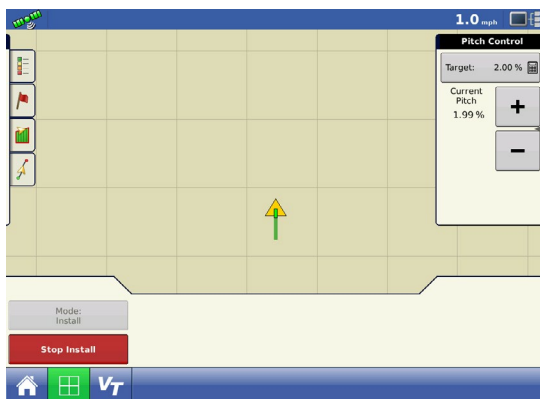 1.0 mph
Pitch Control
Target: 2.00 %
Current
Pitch
1.99 %
+
−
Mode:
Install
Stop Install
VT